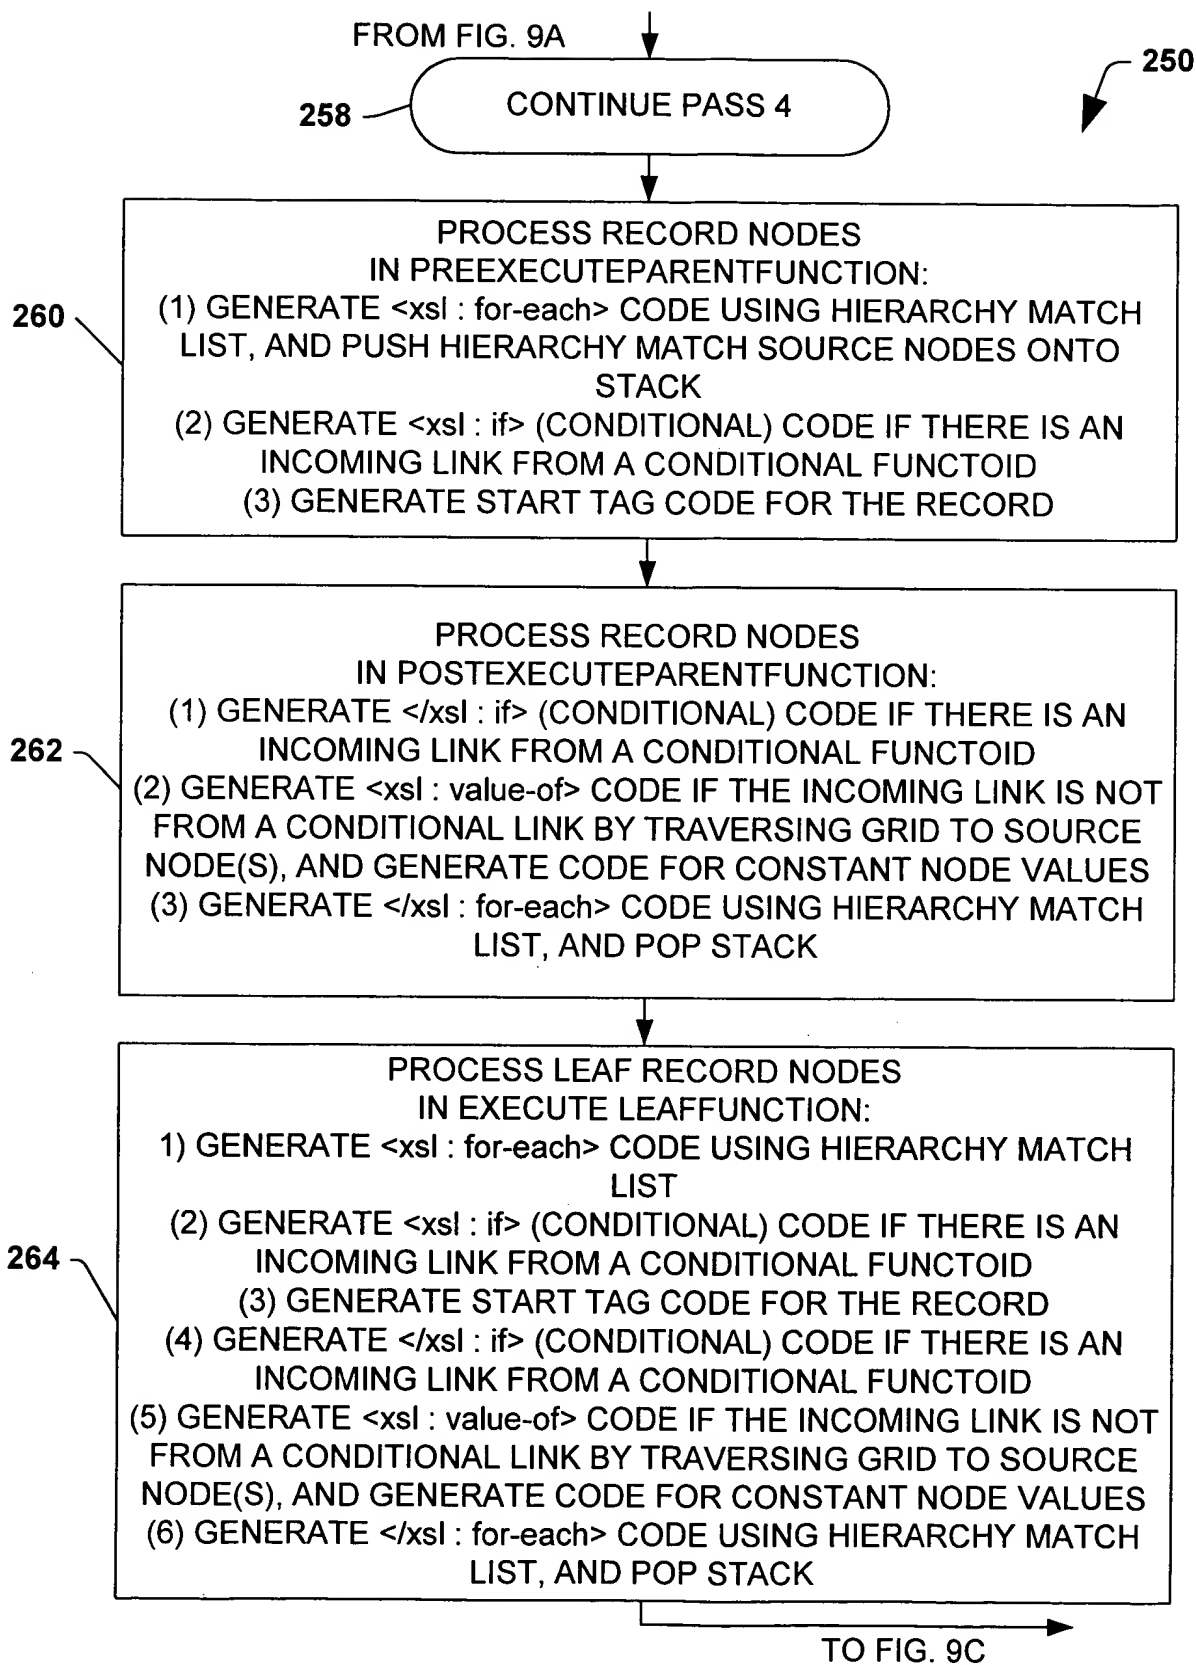 FROM FIG. 9A
250
258
CONTINUE PASS 4
260
PROCESS RECORD NODES
IN PREEXECUTEPARENTFUNCTION:
(1) GENERATE <xsl : for-each> CODE USING HIERARCHY MATCH
LIST, AND PUSH HIERARCHY MATCH SOURCE NODES ONTO
STACK
(2) GENERATE <xsl : if> (CONDITIONAL) CODE IF THERE IS AN
INCOMING LINK FROM A CONDITIONAL FUNCTOID
(3) GENERATE START TAG CODE FOR THE RECORD
262
PROCESS RECORD NODES
IN POSTEXECUTEPARENTFUNCTION:
(1) GENERATE </xsl : if> (CONDITIONAL) CODE IF THERE IS AN
INCOMING LINK FROM A CONDITIONAL FUNCTOID
(2) GENERATE <xsl : value-of> CODE IF THE INCOMING LINK IS NOT
FROM A CONDITIONAL LINK BY TRAVERSING GRID TO SOURCE
NODE(S), AND GENERATE CODE FOR CONSTANT NODE VALUES
(3) GENERATE </xsl : for-each> CODE USING HIERARCHY MATCH
LIST, AND POP STACK
264
PROCESS LEAF RECORD NODES
IN EXECUTE LEAFFUNCTION:
1) GENERATE <xsl : for-each> CODE USING HIERARCHY MATCH
LIST
(2) GENERATE <xsl : if> (CONDITIONAL) CODE IF THERE IS AN
INCOMING LINK FROM A CONDITIONAL FUNCTOID
(3) GENERATE START TAG CODE FOR THE RECORD
(4) GENERATE </xsl : if> (CONDITIONAL) CODE IF THERE IS AN
INCOMING LINK FROM A CONDITIONAL FUNCTOID
(5) GENERATE <xsl : value-of> CODE IF THE INCOMING LINK IS NOT
FROM A CONDITIONAL LINK BY TRAVERSING GRID TO SOURCE
NODE(S), AND GENERATE CODE FOR CONSTANT NODE VALUES
(6) GENERATE </xsl : for-each> CODE USING HIERARCHY MATCH
LIST, AND POP STACK
TO FIG. 9C